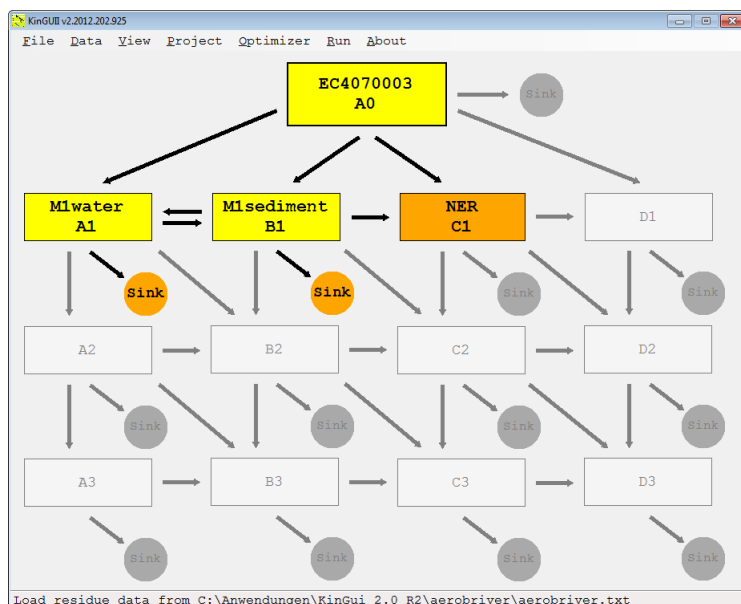 KinGUII v2.2012.202.925
File Data View Project Optimizer Run About
EC4070003
A0
Sink
M1water
A1
M1sediment
B1
NER
C1
D1
Sink
Sink
Sink
Sink
A2
B2
C2
D2
Sink
Sink
Sink
Sink
A3
B3
C3
D3
Sink
Sink
Sink
Sink
Load residue data from C:\Anwendungen\KinGui 2.0 R2\aerobriver\aerobriver.txt